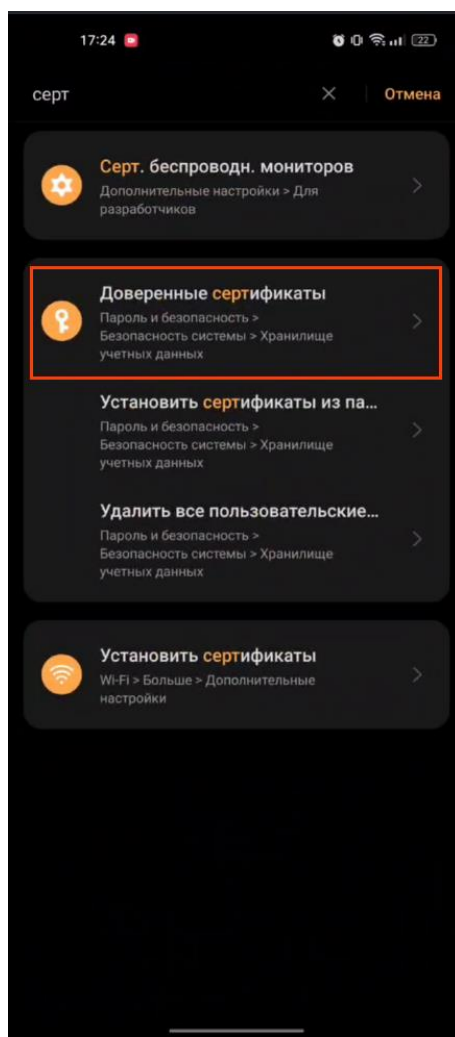 17:24
22
серт
Отмена
Серт. беспроводн. мониторов
Дополнительные настройки > Для
разработчиков
Доверенные сертификаты
Пароль и безопасность >
Безопасность системы > Хранилище
учетных данных
Установить сертификаты из па...
Пароль и безопасность >
Безопасность системы > Хранилище
учетных данных
Удалить все пользовательские...
Пароль и безопасность >
Безопасность системы > Хранилище
учетных данных
Установить сертификаты
Wi-Fi > Больше > Дополнительные
настройки